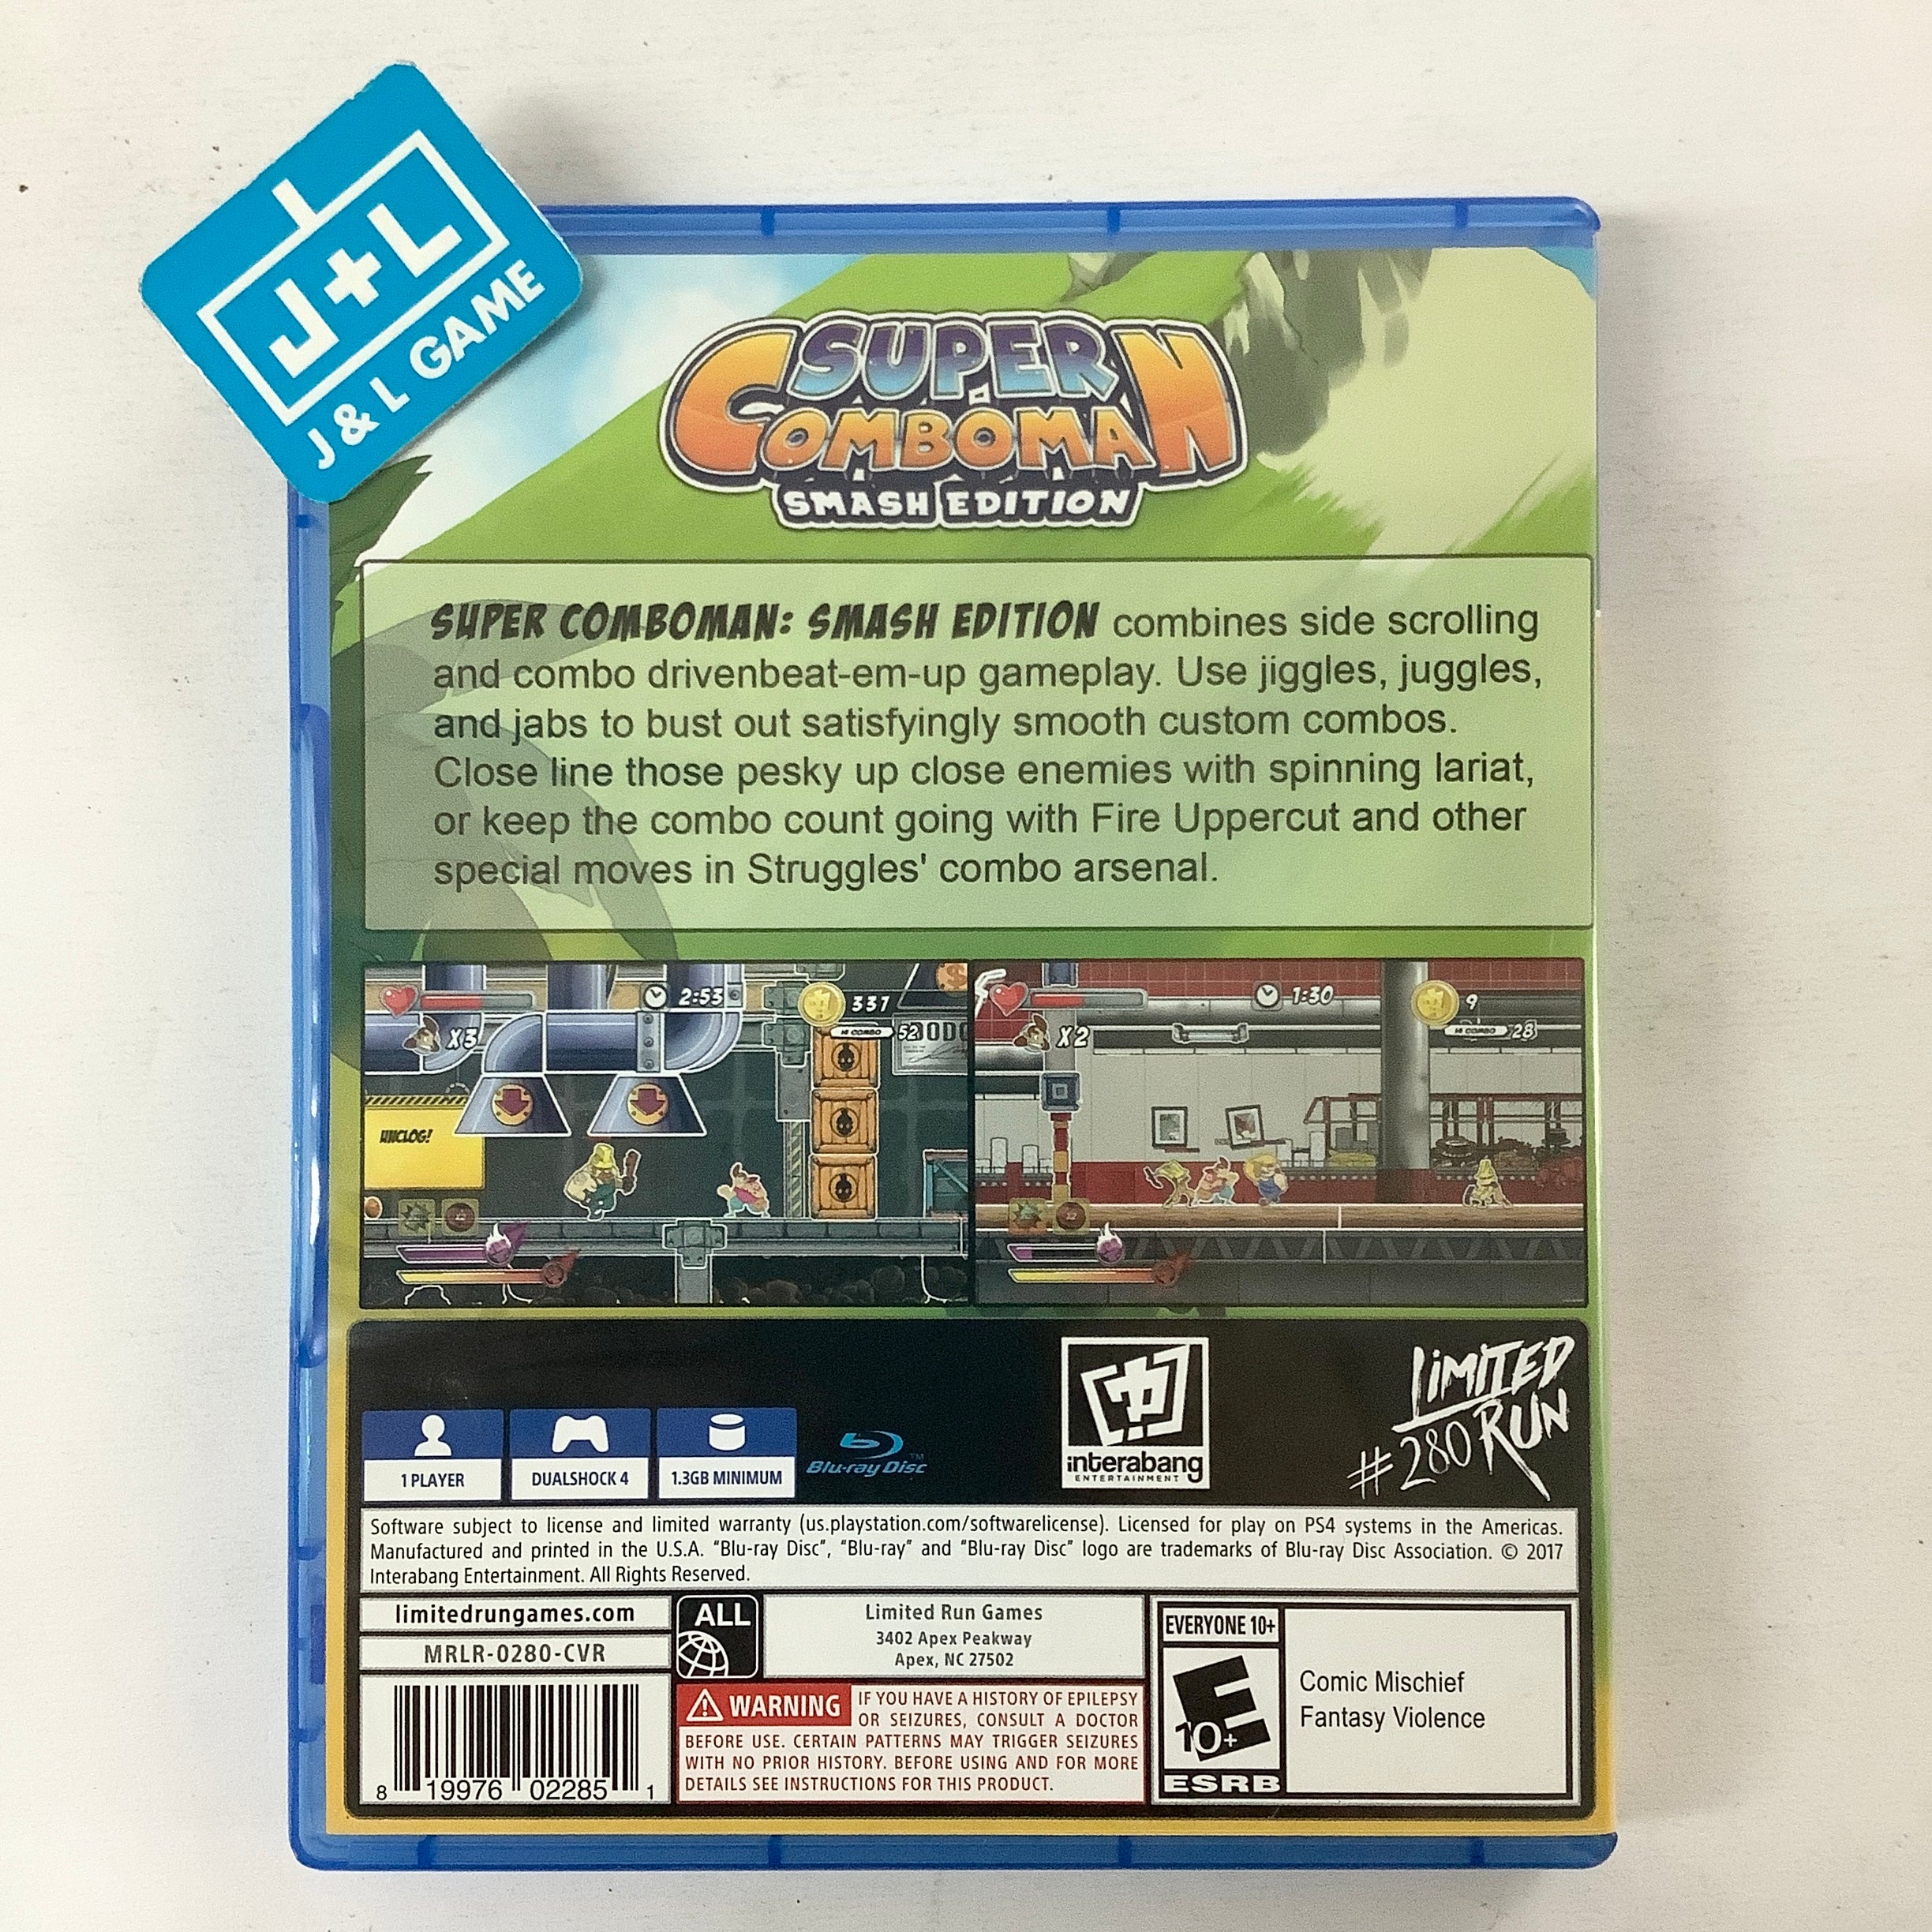 J+L
J & L GAME
SUPER
COMBOMAN
SMASH EDITION
SUPER COMBOMAN: SMASH EDITION combines side scrolling
and combo drivenbeat-em-up gameplay. Use jiggles, juggles,
and jabs to bust out satisfyingly smooth custom combos.
Close line those pesky up close enemies with spinning lariat,
or keep the combo count going with Fire Uppercut and other
special moves in Struggles' combo arsenal.
2:53
337
X3
HI COMBO 52
UNCLOG!
1:30
9
X2
HI COMBO 28
1 PLAYER
DUALSHOCK 4
1.3GB MINIMUM
Blu-ray Disc™
interabang
ENTERTAINMENT
LIMITED
RUN
#280
Software subject to license and limited warranty (us.playstation.com/softwarelicense). Licensed for play on PS4 systems in the Americas.
Manufactured and printed in the U.S.A. “Blu-ray Disc”, “Blu-ray” and “Blu-ray Disc” logo are trademarks of Blu-ray Disc Association. © 2017
Interabang Entertainment. All Rights Reserved.
limitedrungames.com
MRLR-0280-CVR
8 19976 02285 1
ALL
Limited Run Games
3402 Apex Peakway
Apex, NC 27502
WARNING IF YOU HAVE A HISTORY OF EPILEPSY
OR SEIZURES, CONSULT A DOCTOR
BEFORE USE. CERTAIN PATTERNS MAY TRIGGER SEIZURES
WITH NO PRIOR HISTORY. BEFORE USING AND FOR MORE
DETAILS SEE INSTRUCTIONS FOR THIS PRODUCT.
EVERYONE 10+
E
10+
ESRB
Comic Mischief
Fantasy Violence